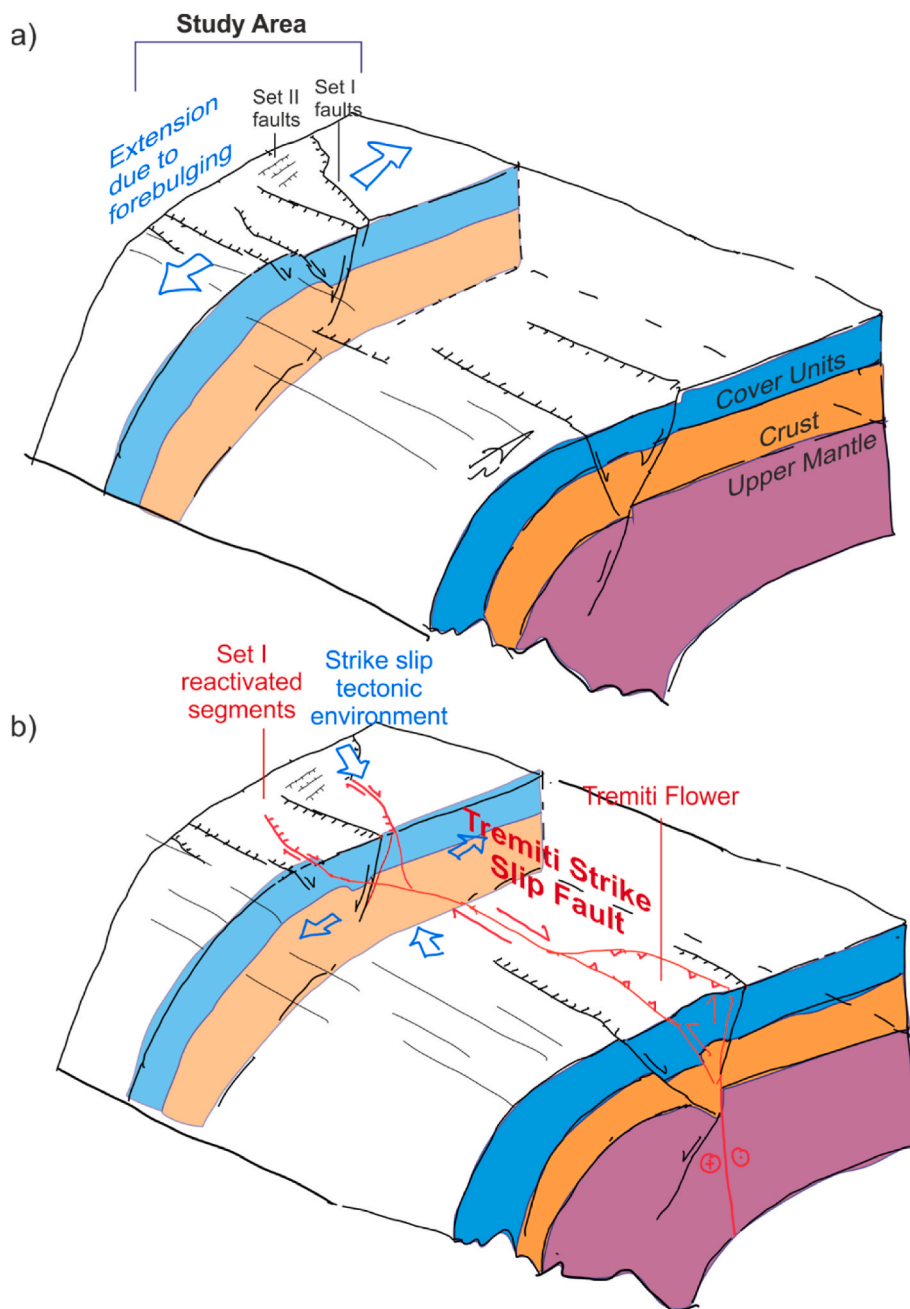 a)
Study Area
Set II
faults
Set I
faults
Extension
due to
forebulging
Cover Units
Crust
Upper Mantle
b)
Set I
reactivated
segments
Strike slip
tectonic
environment
Tremiti Flower
Tremiti Strike
Slip Fault